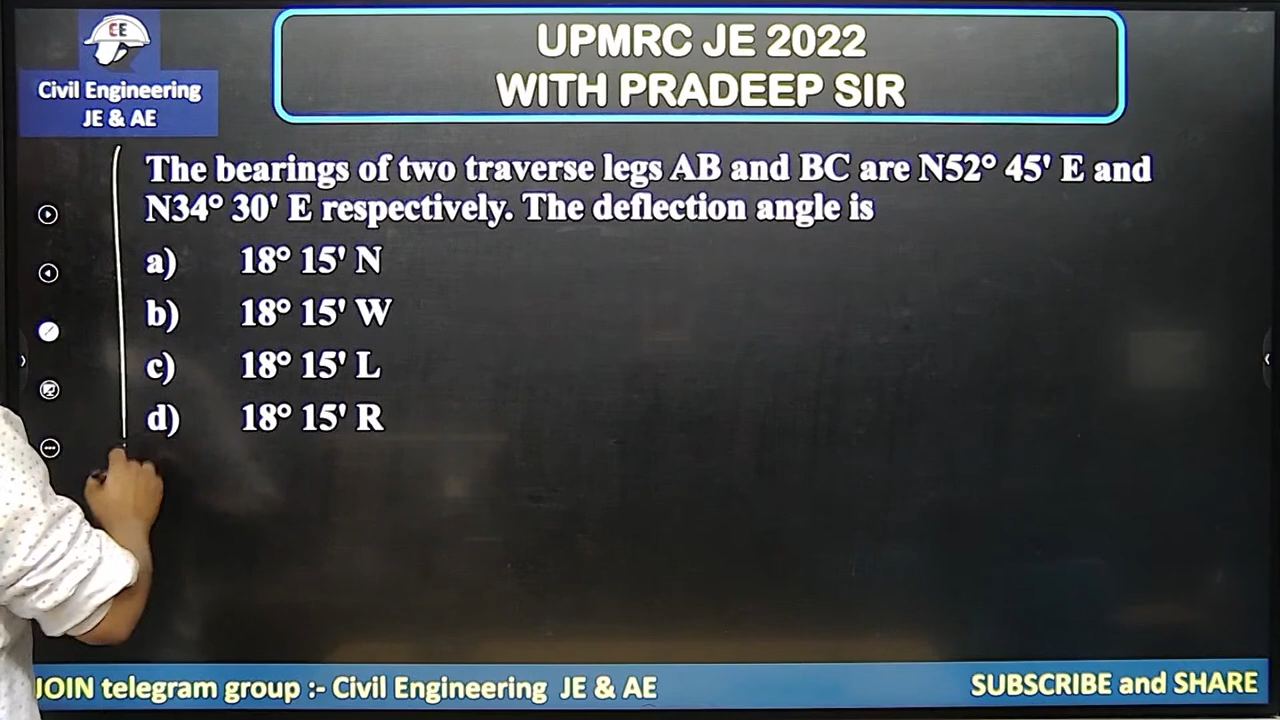 CE
Civil Engineering
JE & AE
UPMRC JE 2022
WITH PRADEEP SIR
The bearings of two traverse legs AB and BC are N52° 45' E and
N34° 30' E respectively. The deflection angle is
a) 18° 15' N
b) 18° 15' W
c) 18° 15' L
d) 18° 15' R
JOIN telegram group :- Civil Engineering JE & AE
SUBSCRIBE and SHARE